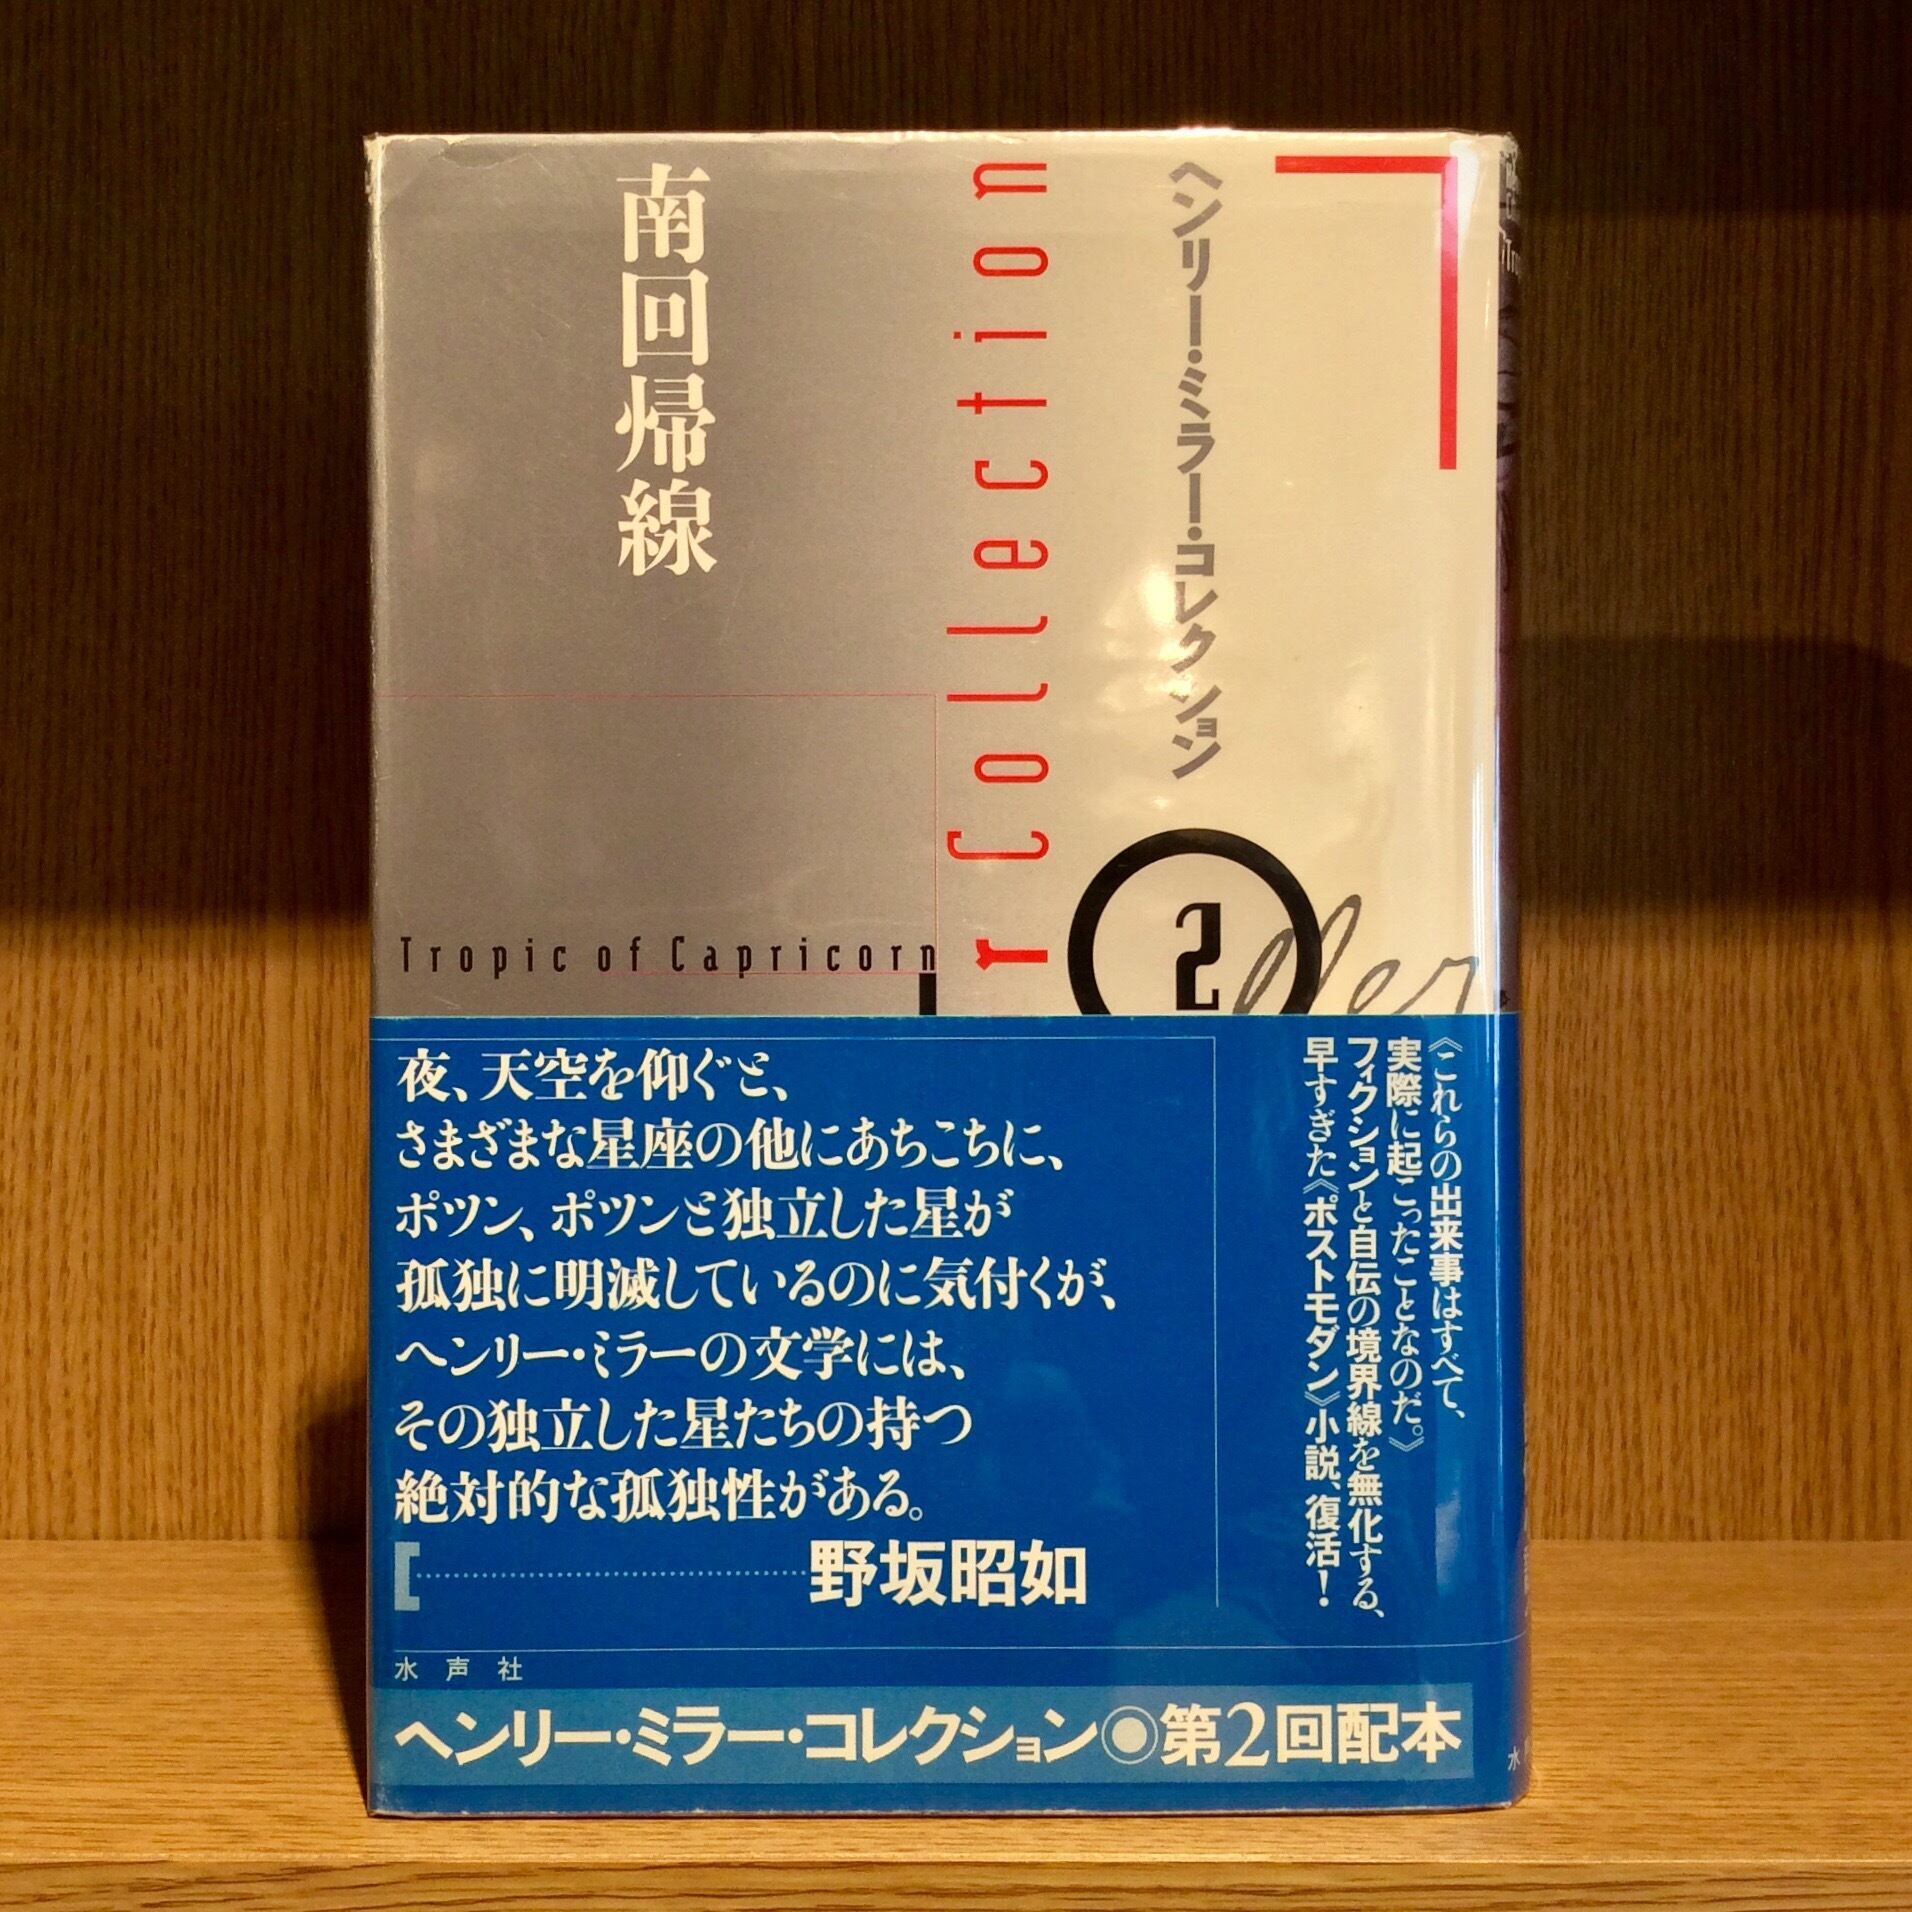 ヘンリー・ミラー・コレクション
2
r Collection
南回帰線
Tropic of Capricorn
《これらの出来事はすべて、
実際に起こったことなのだ。》
フィクションと自伝の境界線を無化する、
早すぎた《ポストモダン》小説、復活!
夜、天空を仰ぐと、
さまざまな星座の他にあちこちに、
ポツン、ポツンと独立した星が
孤独に明滅しているのに気付くが、
ヘンリー・ミラーの文学には、
その独立した星たちの持つ
絶対的な孤独性がある。
野坂昭如
水声社
ヘンリー・ミラー・コレクション◎第2回配本